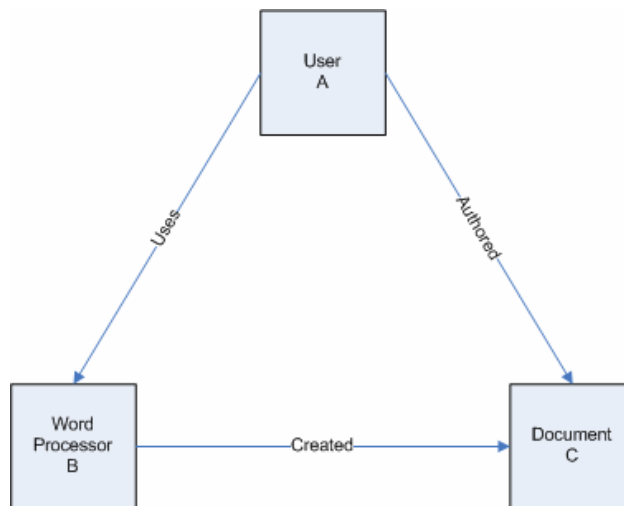 User
A
Uses
Authored
Word
Processor
B
Created
Document
C